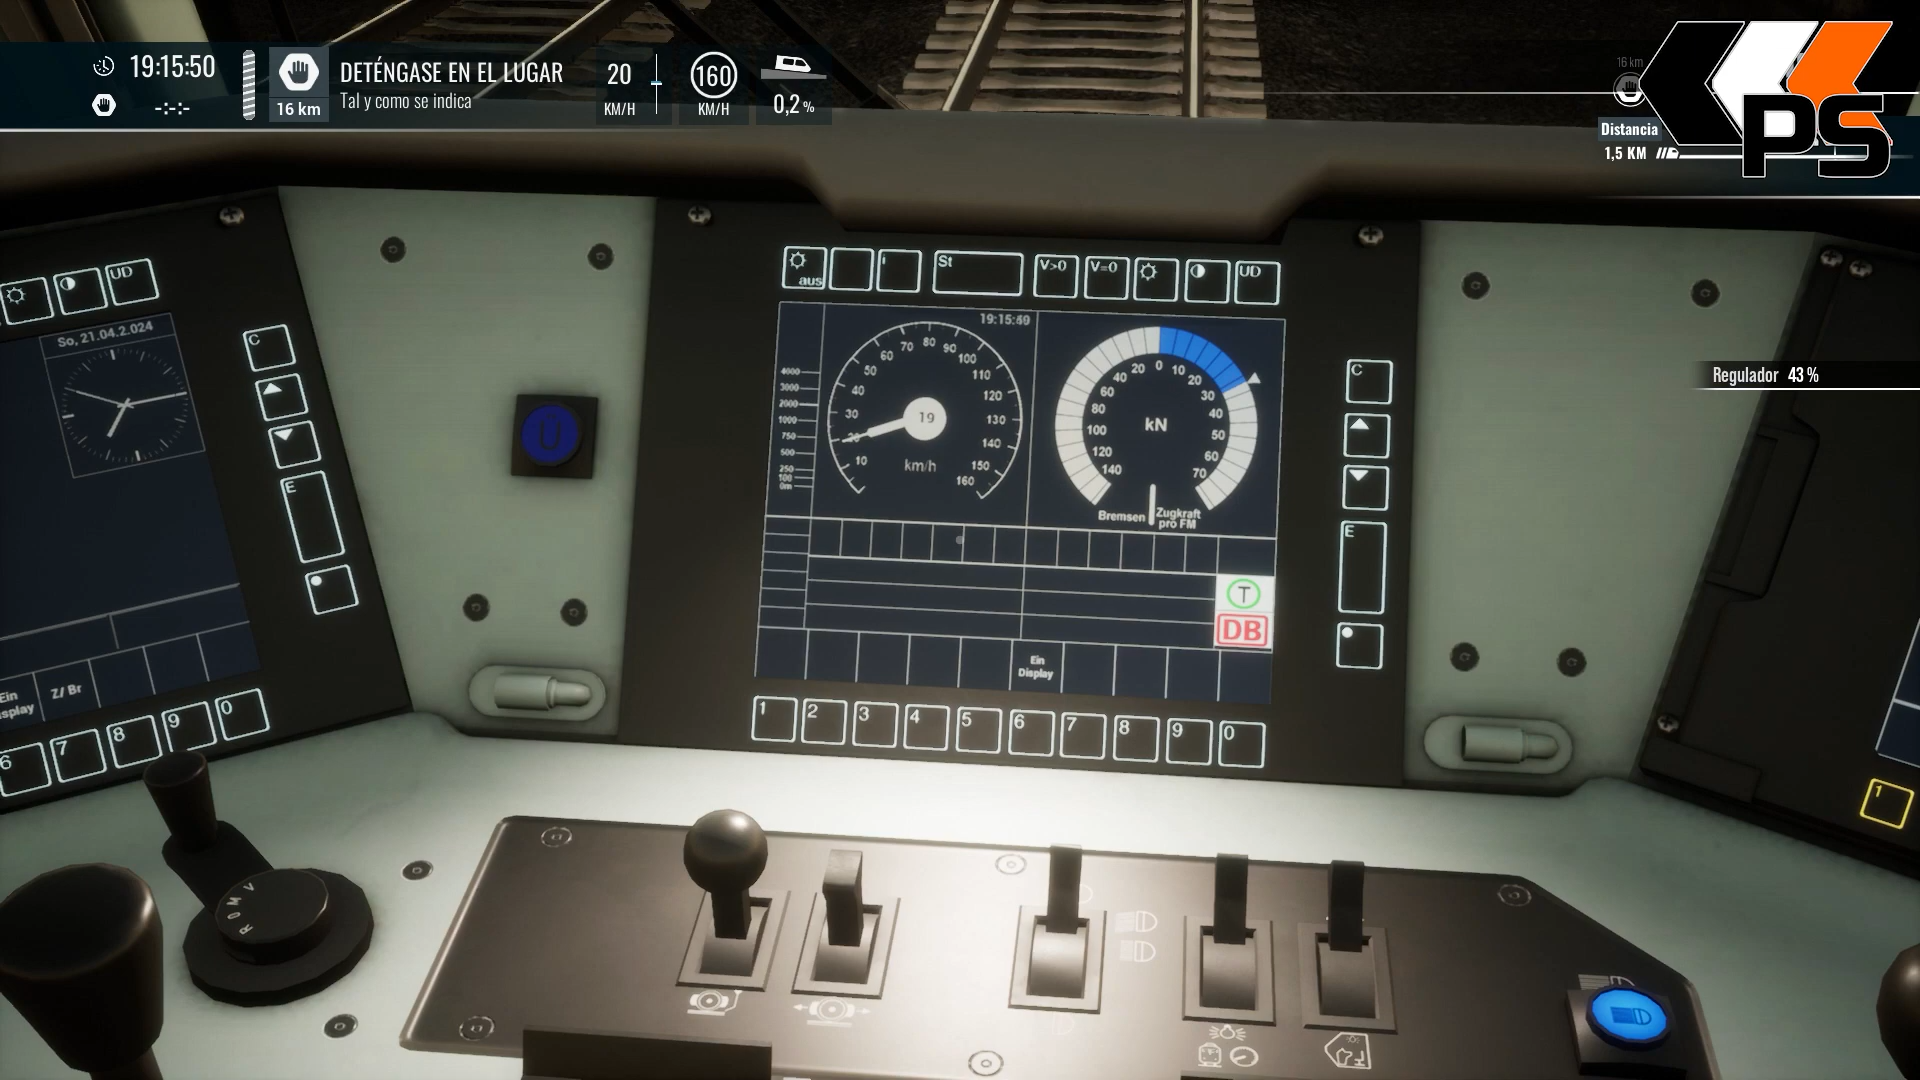 19:15:50
-:-:-
16 km
DETÉNGASE EN EL LUGAR
Tal y como se indica
20
KM/H
160
KM/H
0,2 %
16 km
Distancia
1,5 KM
PS
Regulador 43 %
UD
So, 21.04.2.024
C
E
Ein
splay
Z/ Br
6 7 8 9 0
U
aus
i
St
V>0
V=0
UD
19:15:49
4000
3000
2000
1000
750
500
250
100
0m
10 20 30 40 50 60 70 80 90 100 110 120 130 140 150 160
19
km/h
140 120 100 80 60 40 20 0 10 20 30 40 50 60 70
kN
Bremsen
Zugkraft
pro FM
T
DB
Ein
Display
1 2 3 4 5 6 7 8 9 0
C
E
1
V
M
O
R